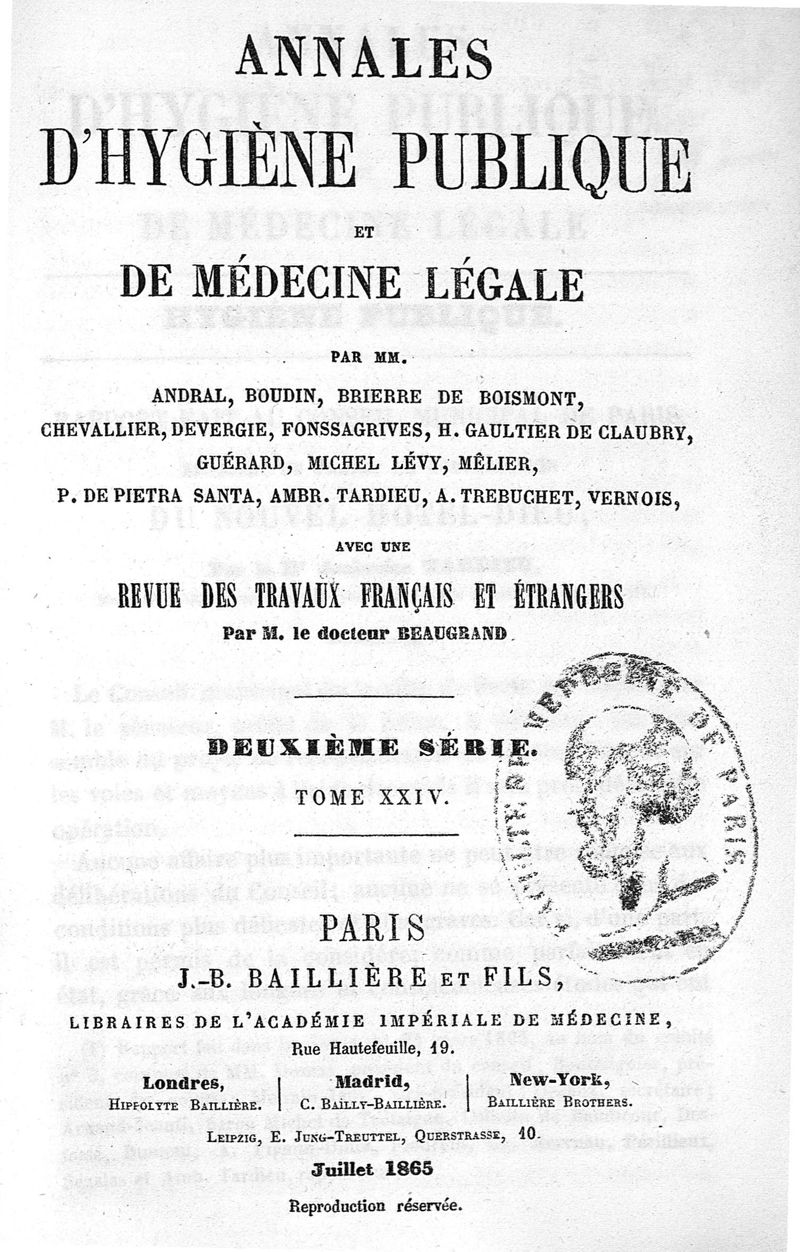 ANNALES
D'HYGIÈNE PUBLIQUE
ET
DE MÉDECINE LÉGALE
PAR MM.
ANDRAL, BOUDIN, BRIERRE DE BOISMONT,
CHEVALLIER, DEVERGIE, FONSSAGRIVES, H. GAULTIER DE CLAUBRY,
GUÉRARD, MICHEL LÉVY, MÊLIER,
P. DE PIETRA SANTA, AMBR. TARDIEU, A. TREBUCHET, VERNOIS,
AVEC UNE
REVUE DES TRAVAUX FRANÇAIS ET ÉTRANGERS
Par M. le docteur BEAUGRAND.
DEUXIÈME SÉRIE.
TOME XXIV.
DE PARIS.
PARIS
J.-B. BAILLIÈRE ET FILS,
LIBRAIRES DE L'ACADÉMIE IMPÉRIALE DE MÉDECINE,
Rue Hautefeuille, 19.
Londres, Madrid, New-York,
HIPPOLYTE BAILLIÈRE. C. BAILLY-BAILLIÈRE. BAILLIÈRE BROTHERS.
LEIPZIG, E. JUNG-TREUTTEL, QUERSTRASSE, 10.
Juillet 1865
Reproduction réservée.